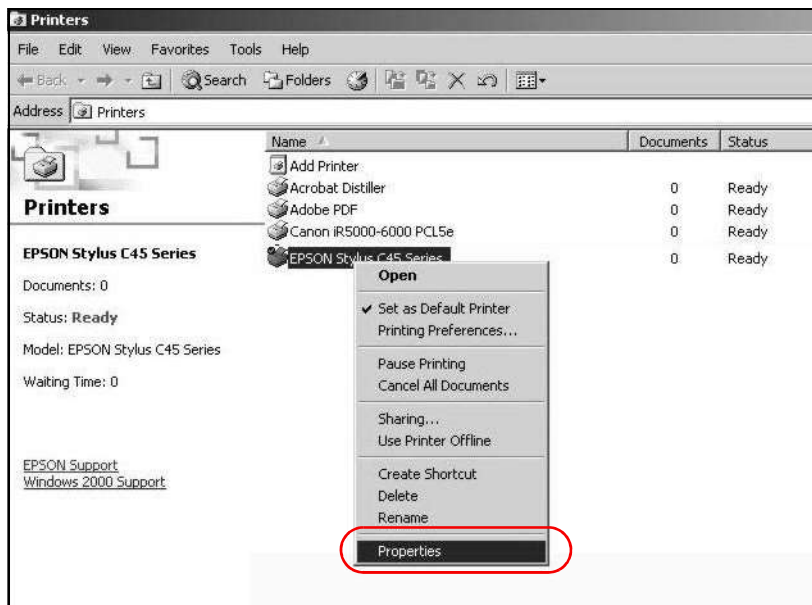 Printers
File Edit View Favorites Tools Help
Back Search Folders
Address Printers
Name Documents Status
Add Printer
Acrobat Distiller 0 Ready
Adobe PDF 0 Ready
Canon iR5000-6000 PCL5e 0 Ready
EPSON Stylus C45 Series 0 Ready
Printers
EPSON Stylus C45 Series
Documents: 0
Status: Ready
Model: EPSON Stylus C45 Series
Waiting Time: 0
EPSON Support
Windows 2000 Support
Open
Set as Default Printer
Printing Preferences...
Pause Printing
Cancel All Documents
Sharing...
Use Printer Offline
Create Shortcut
Delete
Rename
Properties